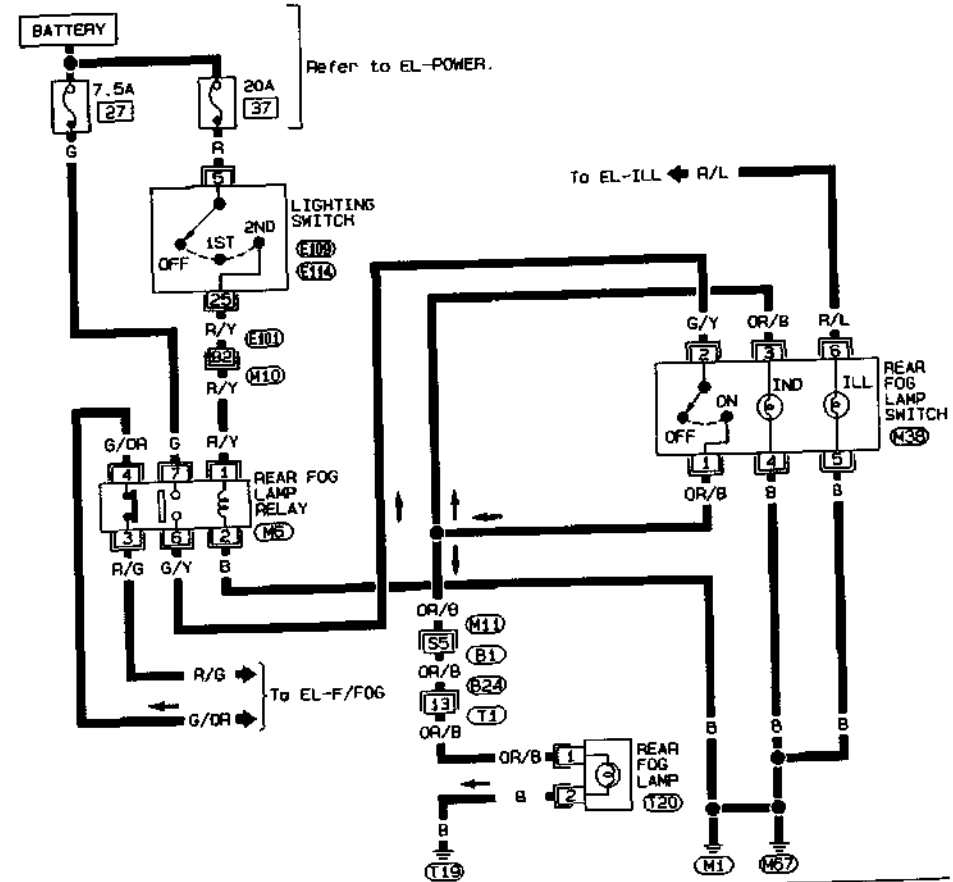 BATTERY
Refer to EL-POWER.
7.5A
27
20A
37
G
R
5
To EL-ILL R/L
LIGHTING
SWITCH
2ND
1ST
OFF
E109
E114
25
R/Y
E101
92
M10
R/Y
G/Y
OR/B
R/L
2
3
6
REAR
FOG
LAMP
SWITCH
M38
IND
ILL
ON
OFF
1
4
5
OR/B
B
B
G/OR
G
R/Y
4
7
1
REAR FOG
LAMP
RELAY
M6
3
6
2
R/G
G/Y
B
OR/B
M11
S5
B1
OR/B
B24
13
T1
OR/B
R/G
To EL-F/FOG
G/OR
B
B
B
OR/B
1
REAR
FOG
LAMP
T20
B
2
B
T19
M1
M67